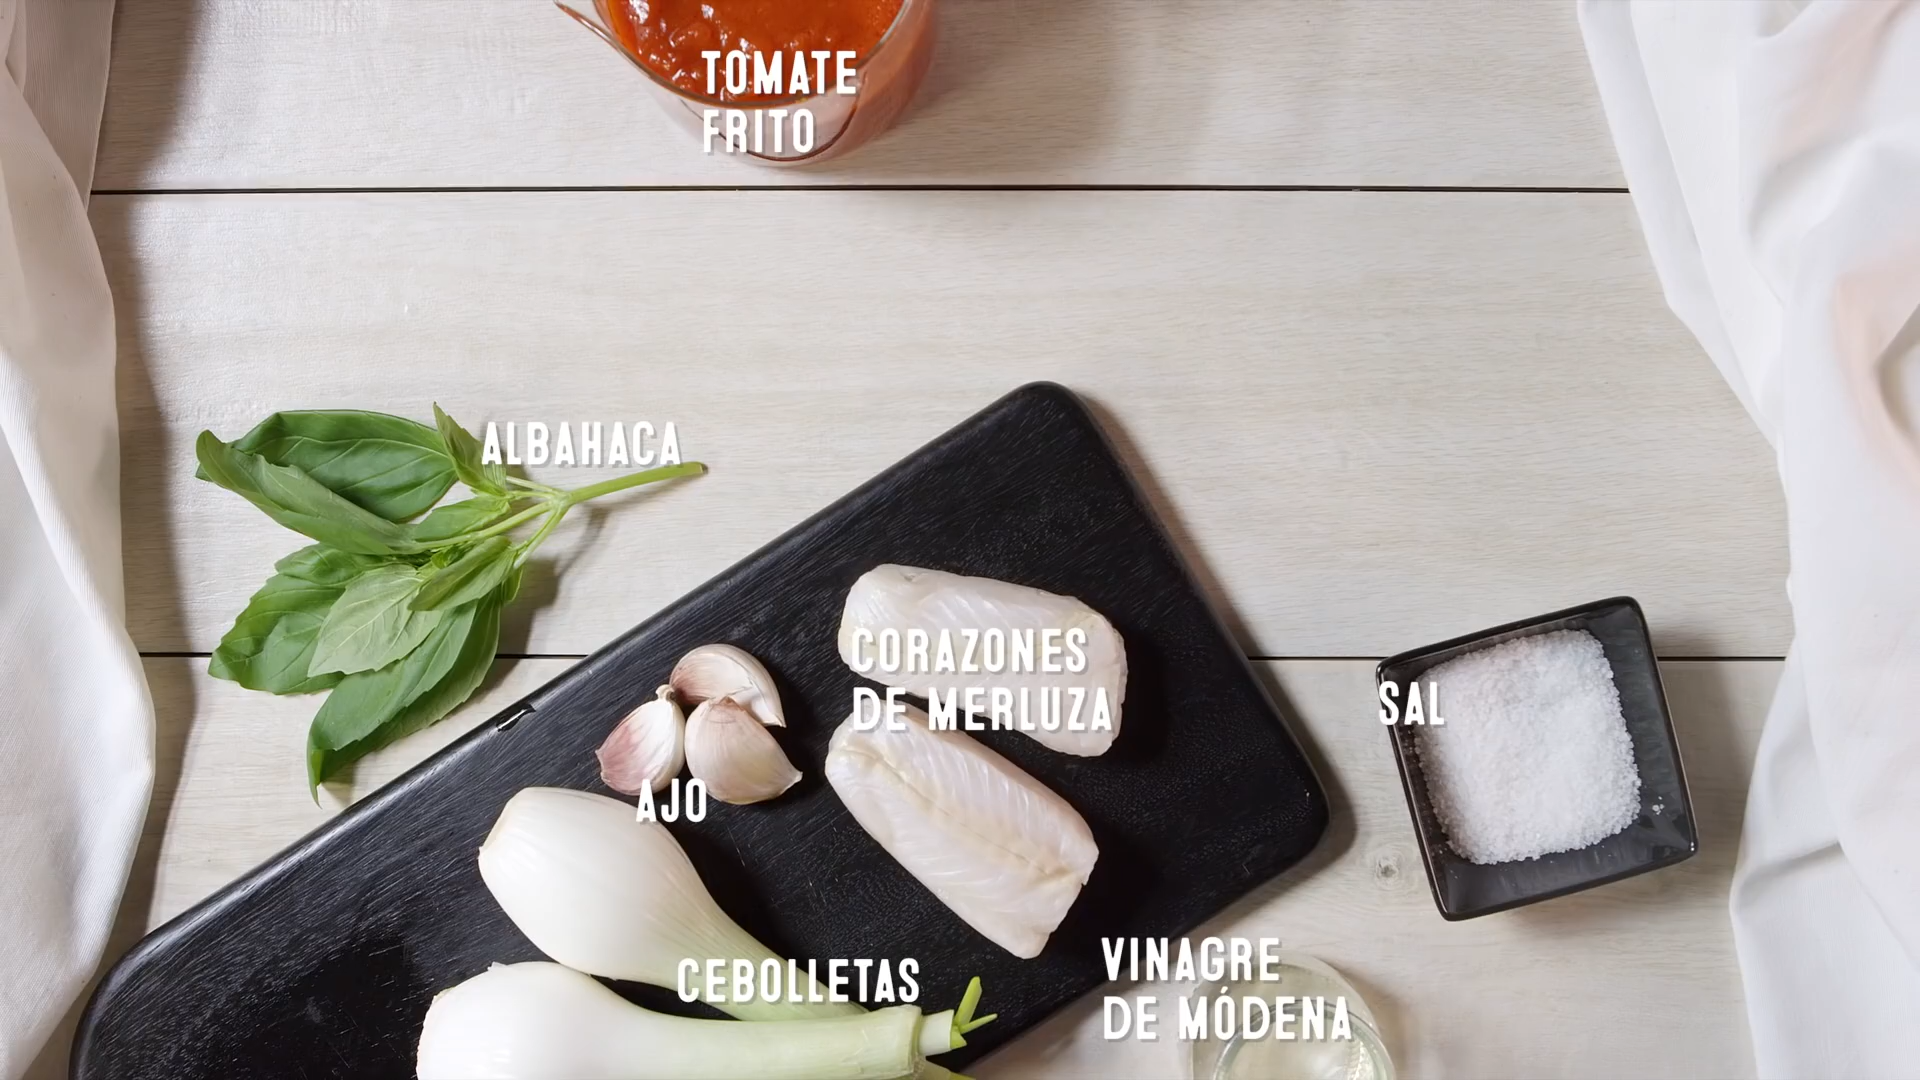 TOMATE
FRITO
ALBAHACA
CORAZONES
DE MERLUZA
SAL
AJO
CEBOLLETAS
VINAGRE
DE MÓDENA